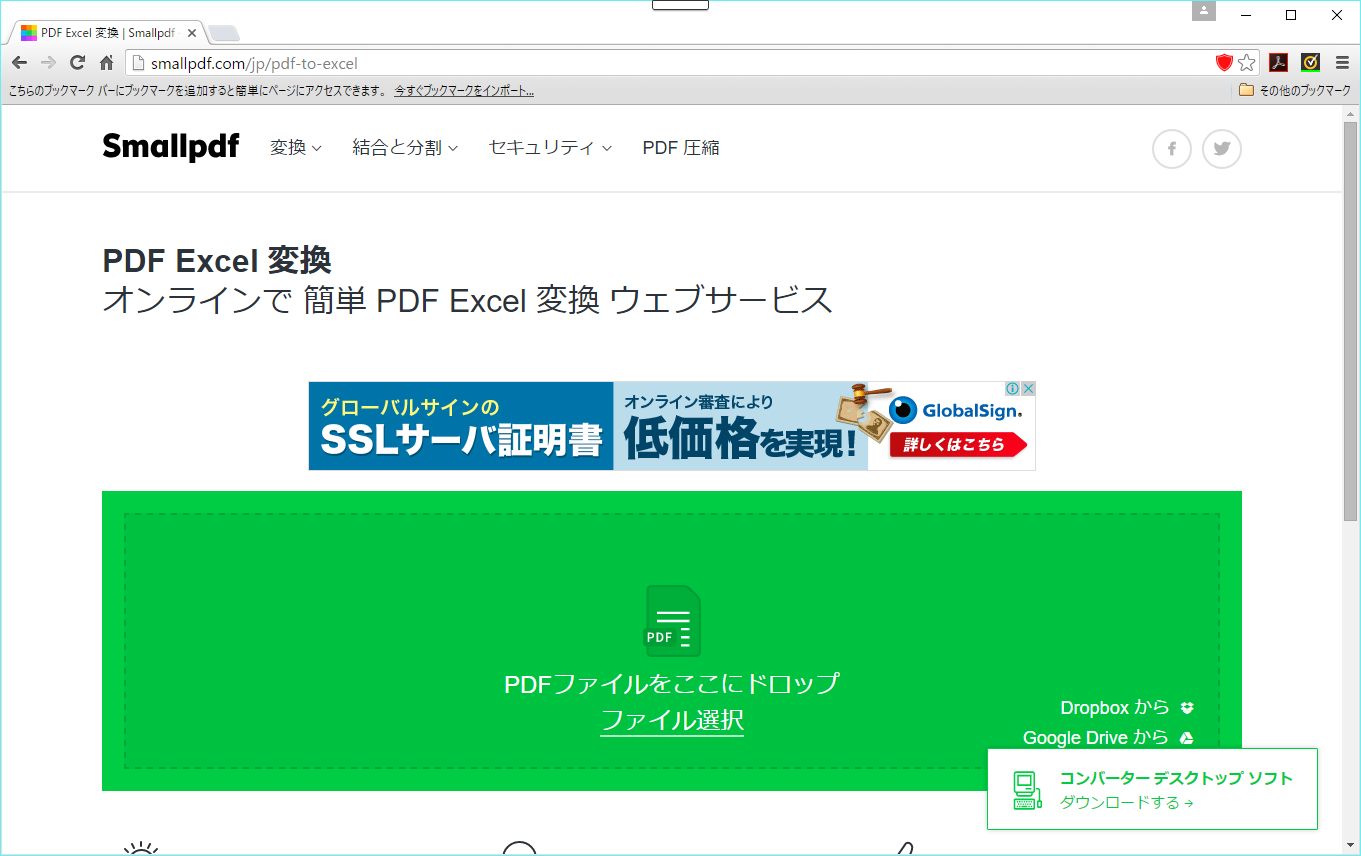 PDF Excel 変換 | Smallpdf
smallpdf.com/jp/pdf-to-excel
こちらのブックマーク バーにブックマークを追加すると簡単にページにアクセスできます。 今すぐブックマークをインポート...
その他のブックマーク
Smallpdf 変換 結合と分割 セキュリティ PDF 圧縮
PDF Excel 変換
オンラインで 簡単 PDF Excel 変換 ウェブサービス
グローバルサインの
SSLサーバ証明書
オンライン審査により
低価格を実現!
GlobalSign.
詳しくはこちら
PDF
PDFファイルをここにドロップ
ファイル選択
Dropbox から
Google Drive から
コンバーター デスクトップ ソフト
ダウンロードする →